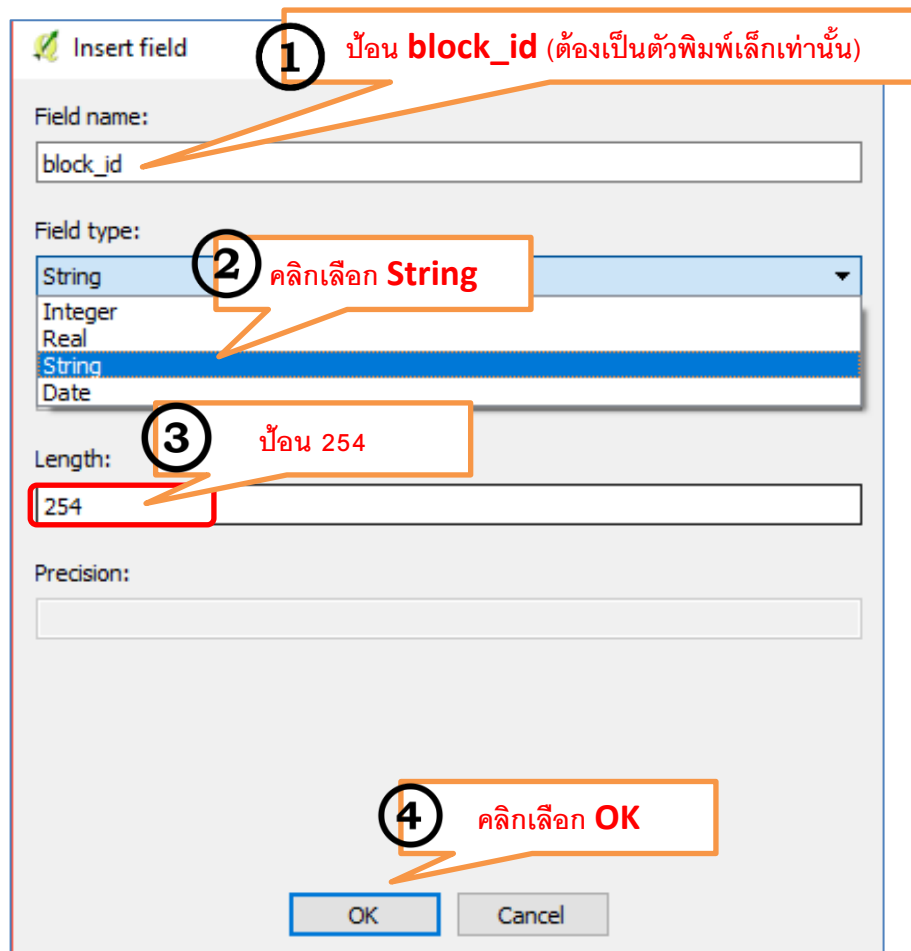 Insert field
1 ป้อน block_id (ต้องเป็นตัวพิมพ์เล็กเท่านั้น)
Field name:
block_id
Field type:
String
2 คลิกเลือก String
Integer
Real
String
Date
3 ป้อน 254
Length:
254
Precision:
4 คลิกเลือก OK
OK Cancel